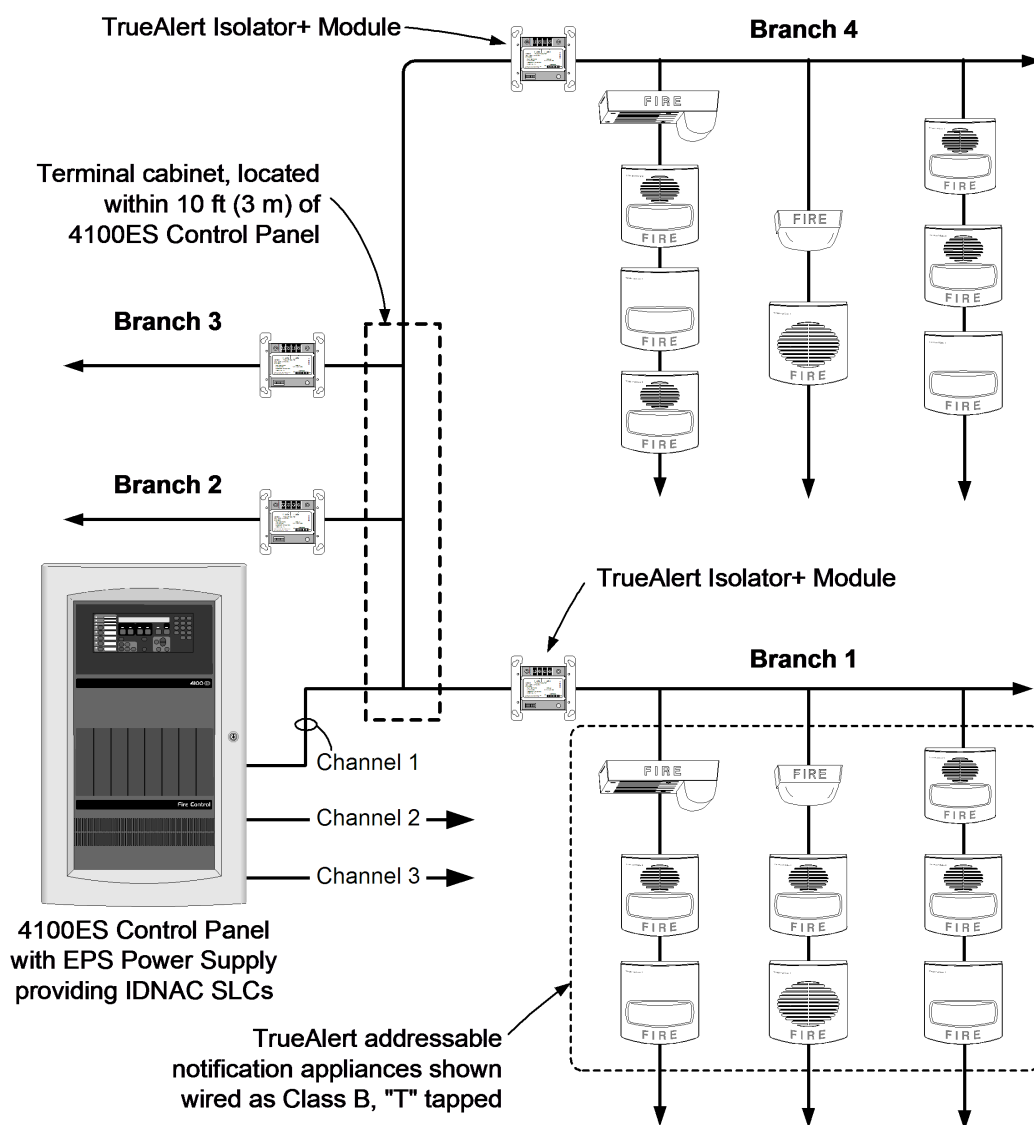 TrueAlert Isolator+ Module
Branch 4
FIRE
FIRE
FIRE
FIRE
FIRE
FIRE
FIRE
FIRE
FIRE
Terminal cabinet, located
within 10 ft (3 m) of
4100ES Control Panel
Branch 3
Branch 2
TrueAlert Isolator+ Module
Branch 1
4100
Fire Control
Channel 1
Channel 2
Channel 3
4100ES Control Panel
with EPS Power Supply
providing IDNAC SLCs
FIRE
FIRE
FIRE
FIRE
FIRE
FIRE
FIRE
FIRE
FIRE
TrueAlert addressable
notification appliances shown
wired as Class B, "T" tapped